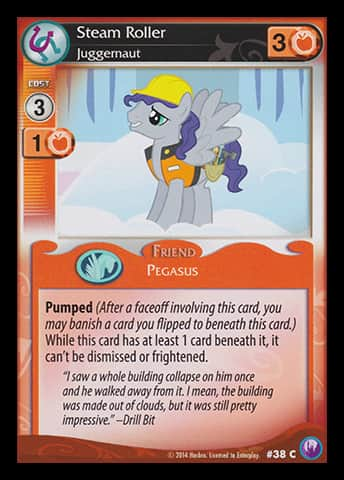 Steam Roller
Juggernaut
3
COST
3
1
FRIEND
PEGASUS
Pumped (After a faceoff involving this card, you
may banish a card you flipped to beneath this card.)
While this card has at least 1 card beneath it, it
can't be dismissed or frightened.
"I saw a whole building collapse on him once
and he walked away from it. I mean, the building
was made out of clouds, but it was still pretty
impressive." –Drill Bit
© 2014 Hasbro. Licensed to Enterplay.
#38 C